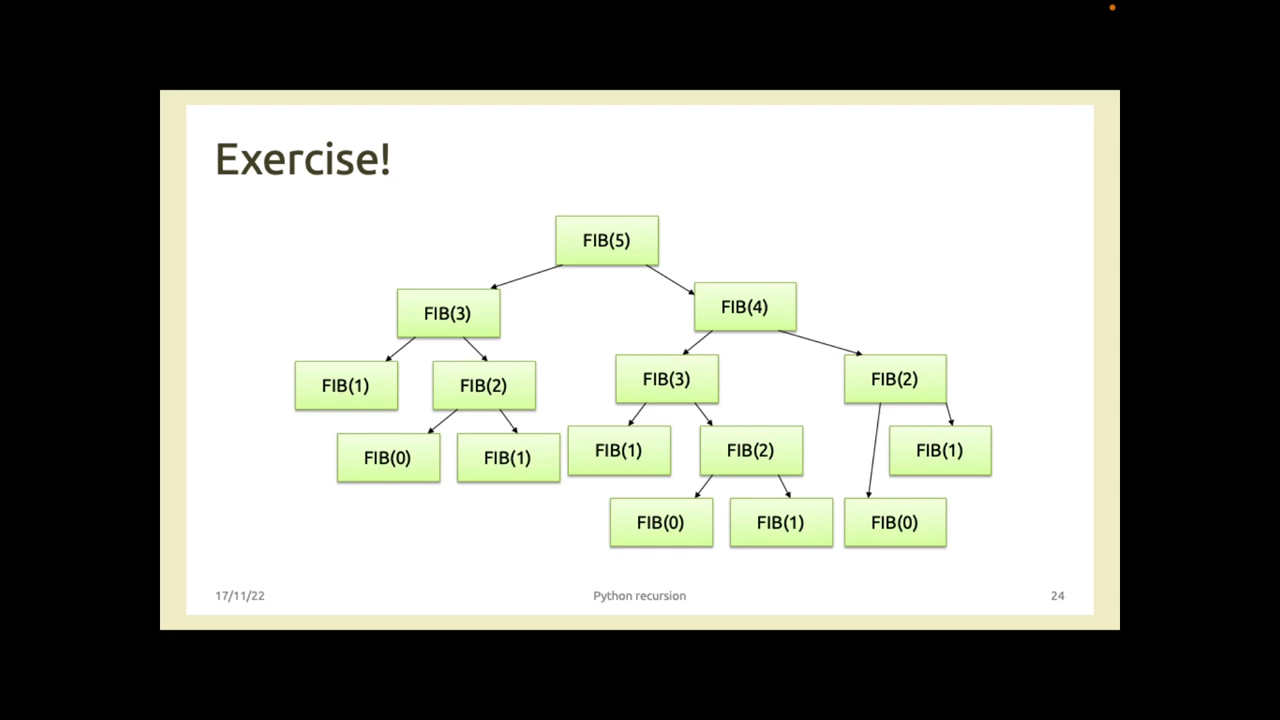 Exercise!
FIB(5)
FIB(3)
FIB(4)
FIB(1)
FIB(2)
FIB(3)
FIB(2)
FIB(0)
FIB(1)
FIB(1)
FIB(2)
FIB(1)
FIB(0)
FIB(1)
FIB(0)
17/11/22
Python recursion
24